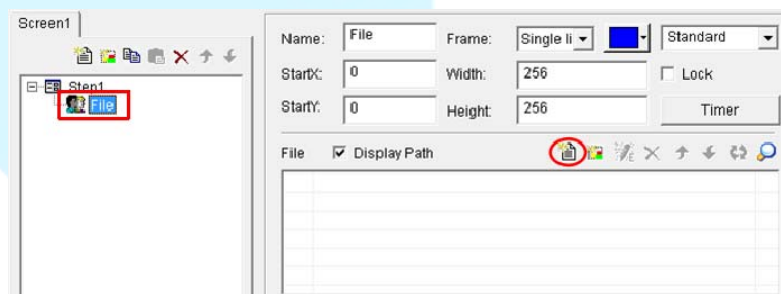 Screen1
Step1
File
Name: File Frame: Single li Standard
StartX: 0 Width: 256 Lock
StartY: 0 Height: 256 Timer
File Display Path